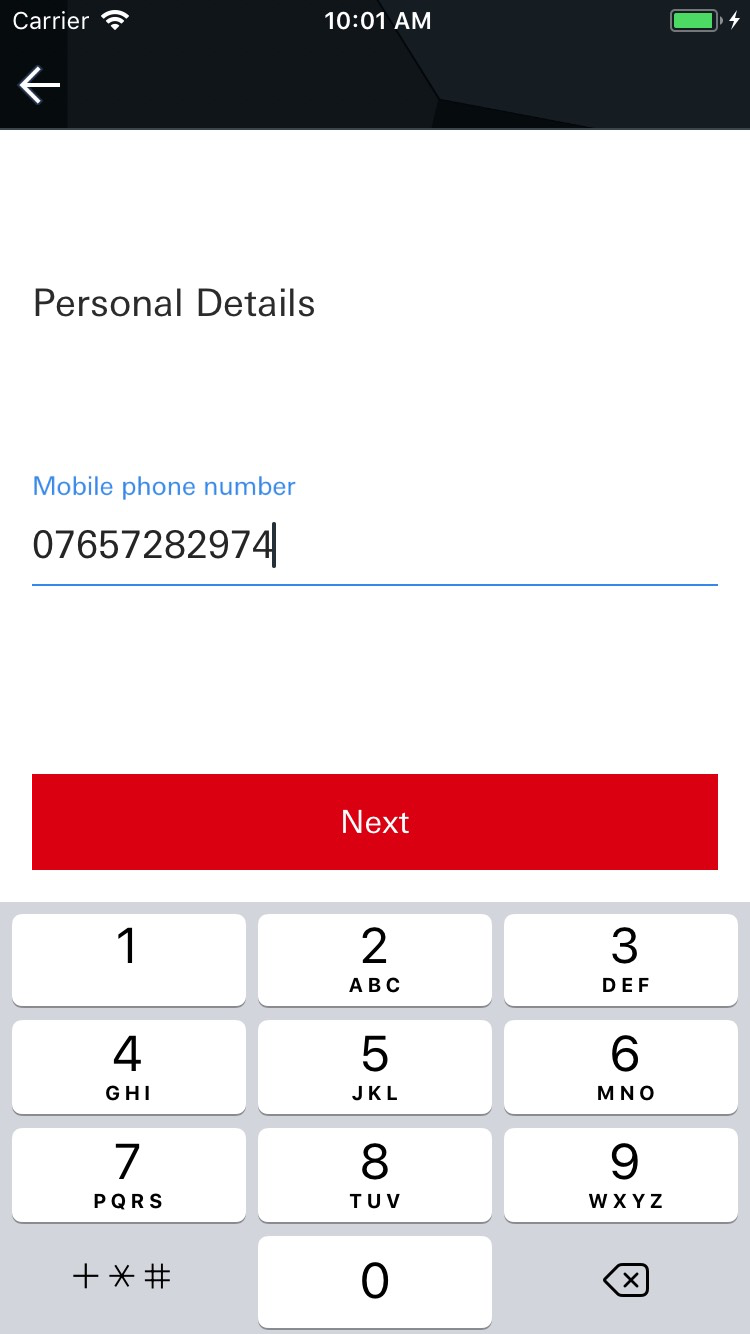 Carrier 10:01 AM
Personal Details
Mobile phone number
07657282974
Next
1 2 3
ABC DEF
4 5 6
GHI JKL MNO
7 8 9
PQRS TUV WXYZ
+*# 0